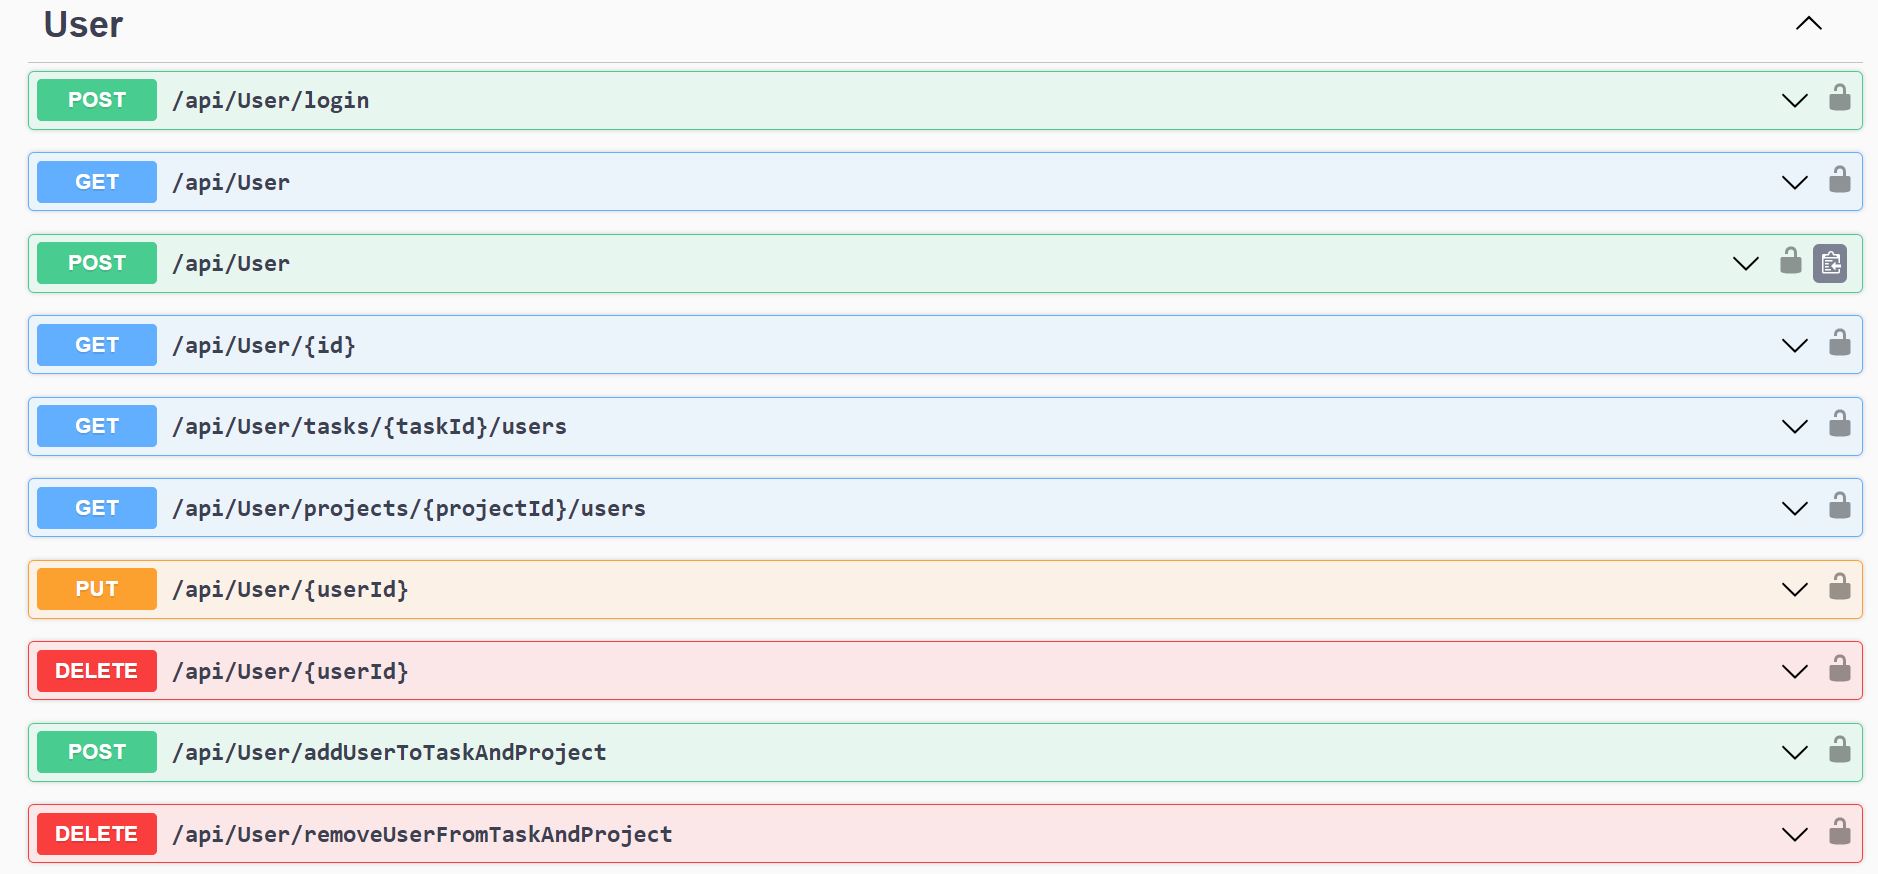 User
POST /api/User/login
GET /api/User
POST /api/User
GET /api/User/{id}
GET /api/User/tasks/{taskId}/users
GET /api/User/projects/{projectId}/users
PUT /api/User/{userId}
DELETE /api/User/{userId}
POST /api/User/addUserToTaskAndProject
DELETE /api/User/removeUserFromTaskAndProject